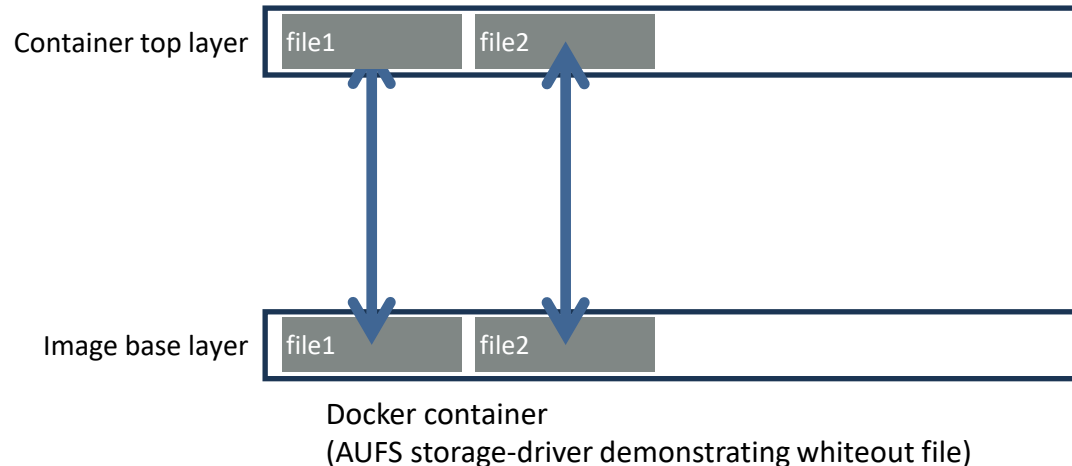 Container top layer
file1
file2
Image base layer
file1
file2
Docker container
(AUFS storage-driver demonstrating whiteout file)